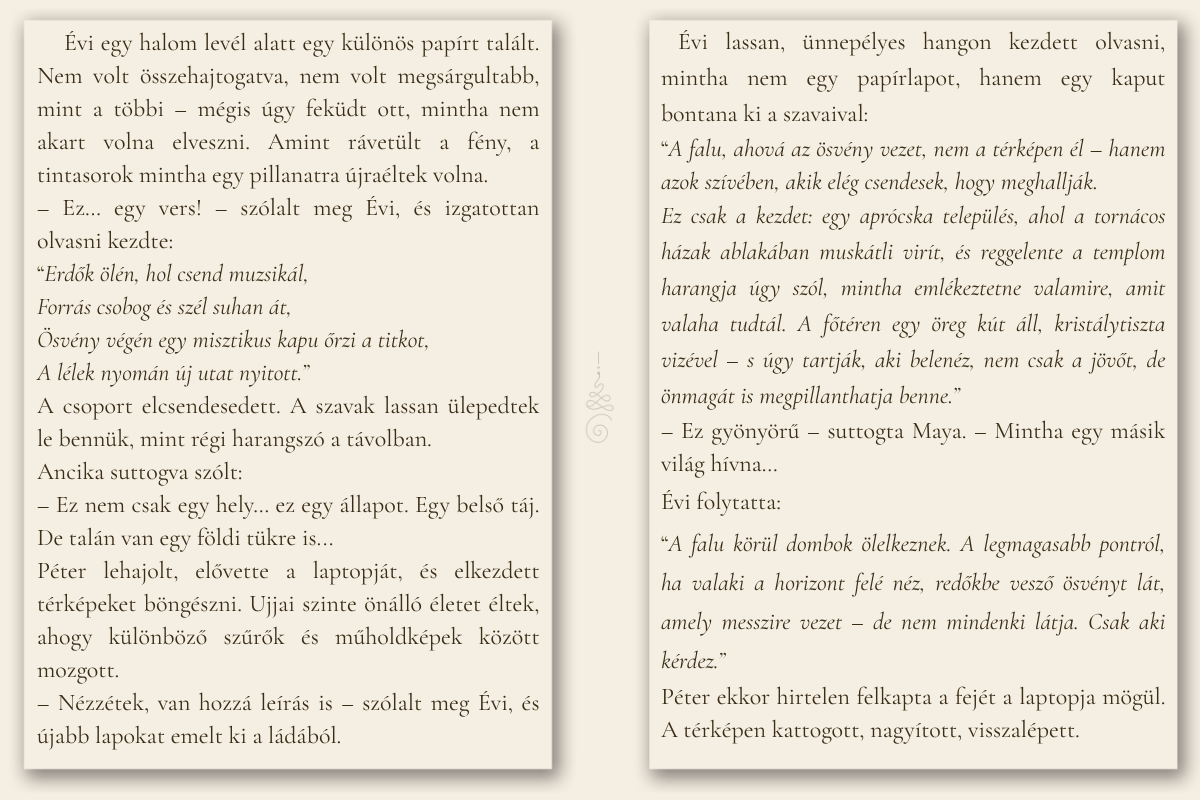 Évi egy halom levél alatt egy különös papírt talált.
Nem volt összehajtogatva, nem volt megsárgultabb,
mint a többi – mégis úgy feküdt ott, mintha nem
akart volna elveszni. Amint rávetült a fény, a
tintasorok mintha egy pillanatra újraéltek volna.
– Ez... egy vers! – szólalt meg Évi, és izgatottan
olvasni kezdte:
“Erdők ölén, hol csend muzsikál,
Forrás csobog és szél suhan át,
Ösvény végén egy misztikus kapu őrzi a titkot,
A lélek nyomán új utat nyitott.”
A csoport elcsendesedett. A szavak lassan ülepedtek
le bennük, mint régi harangszó a távolban.
Ancika suttogva szólt:
– Ez nem csak egy hely... ez egy állapot. Egy belső táj.
De talán van egy földi tükre is...
Péter lehajolt, elővette a laptopját, és elkezdett
térképeket böngészni. Ujjai szinte önálló életet éltek,
ahogy különböző szűrők és műholdképek között
mozgott.
– Nézzétek, van hozzá leírás is – szólalt meg Évi, és
újabb lapokat emelt ki a ládából.
Évi lassan, ünnepélyes hangon kezdett olvasni,
mintha nem egy papírlapot, hanem egy kaput
bontana ki a szavaival:
“A falu, ahová az ösvény vezet, nem a térképen él – hanem
azok szívében, akik elég csendesek, hogy meghallják.
Ez csak a kezdet: egy aprócska település, ahol a tornácos
házak ablakában muskátli virít, és reggelente a templom
harangja úgy szól, mintha emlékeztetne valamire, amit
valaha tudtál. A főtéren egy öreg kút áll, kristálytiszta
vizével – s úgy tartják, aki belenéz, nem csak a jövőt, de
önmagát is megpillanthatja benne.”
– Ez gyönyörű – suttogta Maya. – Mintha egy másik
világ hívna...
Évi folytatta:
“A falu körül dombok ölelkeznek. A legmagasabb pontról,
ha valaki a horizont felé néz, redőkbe vesző ösvényt lát,
amely messzire vezet – de nem mindenki látja. Csak aki
kérdez.”
Péter ekkor hirtelen felkapta a fejét a laptopja mögül.
A térképen kattogott, nagyított, visszalépett.